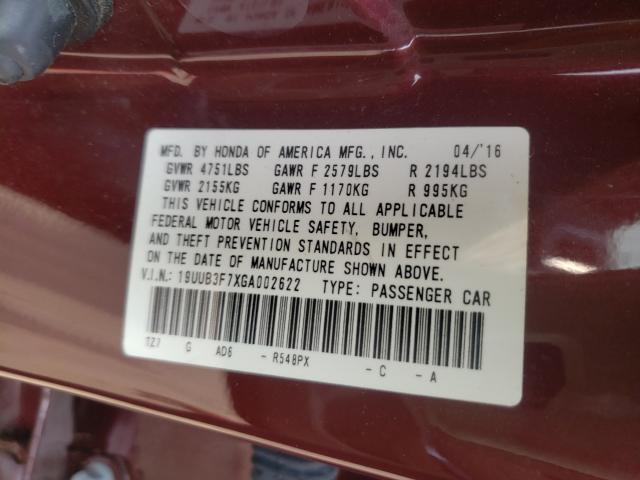 MFD. BY HONDA OF AMERICA MFG., INC. 04/'16
GVWR 4751LBS GAWR F 2579LBS R 2194LBS
GVWR 2155KG GAWR F 1170KG R 995KG
THIS VEHICLE CONFORMS TO ALL APPLICABLE
FEDERAL MOTOR VEHICLE SAFETY, BUMPER,
AND THEFT PREVENTION STANDARDS IN EFFECT
ON THE DATE OF MANUFACTURE SHOWN ABOVE.
V.I.N.: 19UUB3F7XGA002622 TYPE: PASSENGER CAR
TZ7 G AD6 - R548PX - C - A